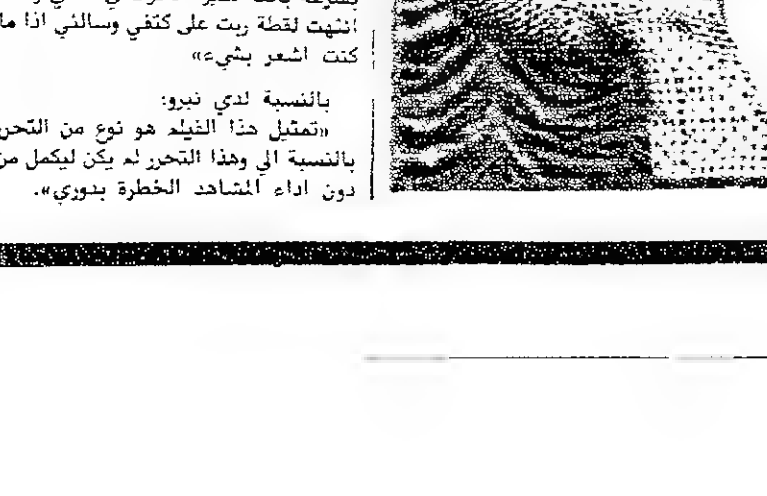 انتهت لقطة ربت على كتفي وسالني اذا ما
كنت اشعر بشيء»
بالنسبة لدي نيرو:
«تمثيل هذا الفيلم هو نوع من التحرر
بالنسبة الي وهذا التحرر لم يكن ليكمل من
دون اداء المشاهد الخطرة بدوري».